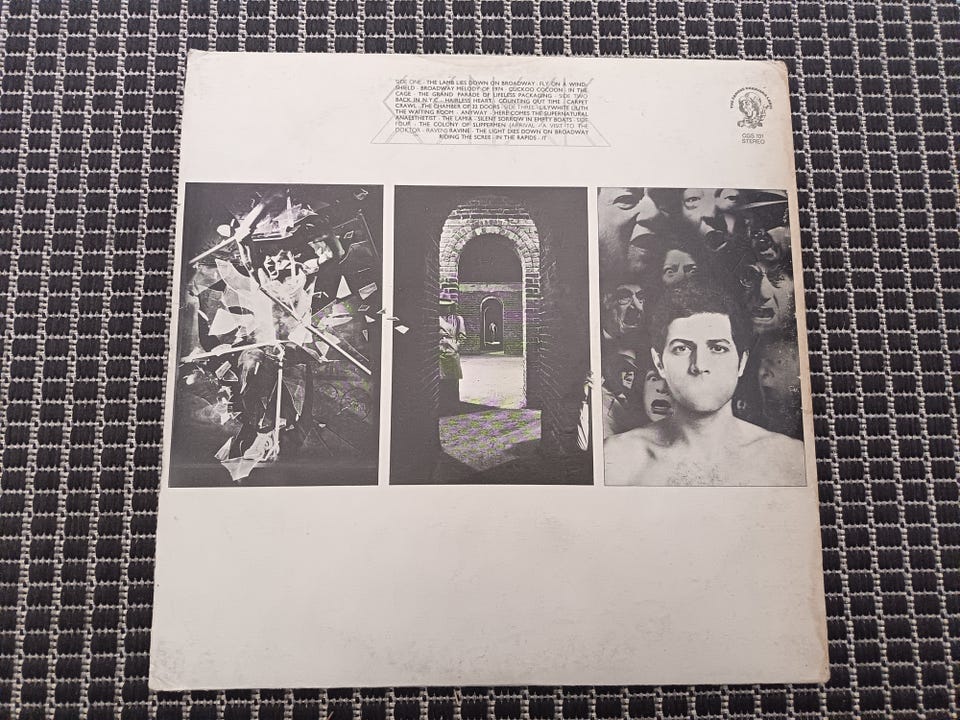 SIDE ONE · THE LAMB LIES DOWN ON BROADWAY · FLY ON A WIND-
SHIELD · BROADWAY MELODY OF 1974 · CUCKOO COCOON · IN THE
CAGE · THE GRAND PARADE OF LIFELESS PACKAGING · SIDE TWO
BACK IN N.Y.C. · HAIRLESS HEART · COUNTING OUT TIME · CARPET
CRAWL · THE CHAMBER OF 32 DOORS · SIDE THREE · LILYWHITE LILITH
THE WAITING ROOM · ANYWAY · HERE COMES THE SUPERNATURAL
ANAESTHETIST · THE LAMIA · SILENT SORROW IN EMPTY BOATS · SIDE
FOUR · THE COLONY OF SLIPPERMEN (ARRIVAL · A VISIT TO THE
DOKTOR · RAVEN) RAVINE · THE LIGHT DIES DOWN ON BROADWAY
RIDING THE SCREE · IN THE RAPIDS · IT
CGS 101
STEREO